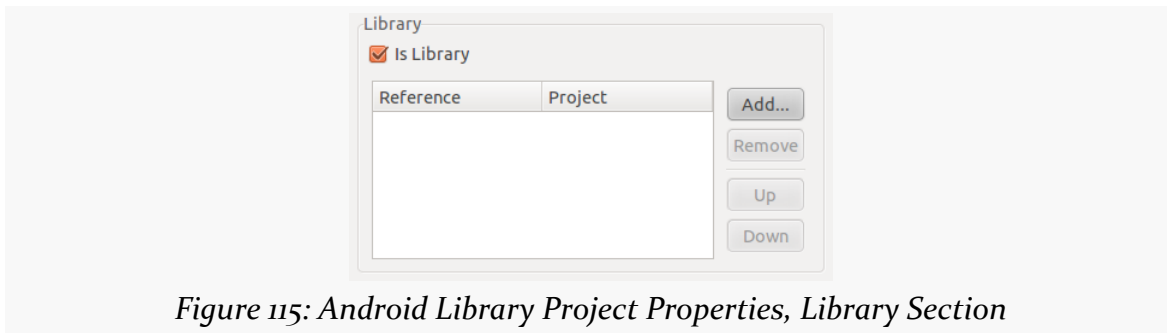 Library
Is Library
Reference Project
Add...
Remove
Up
Down
Figure 115: Android Library Project Properties, Library Section